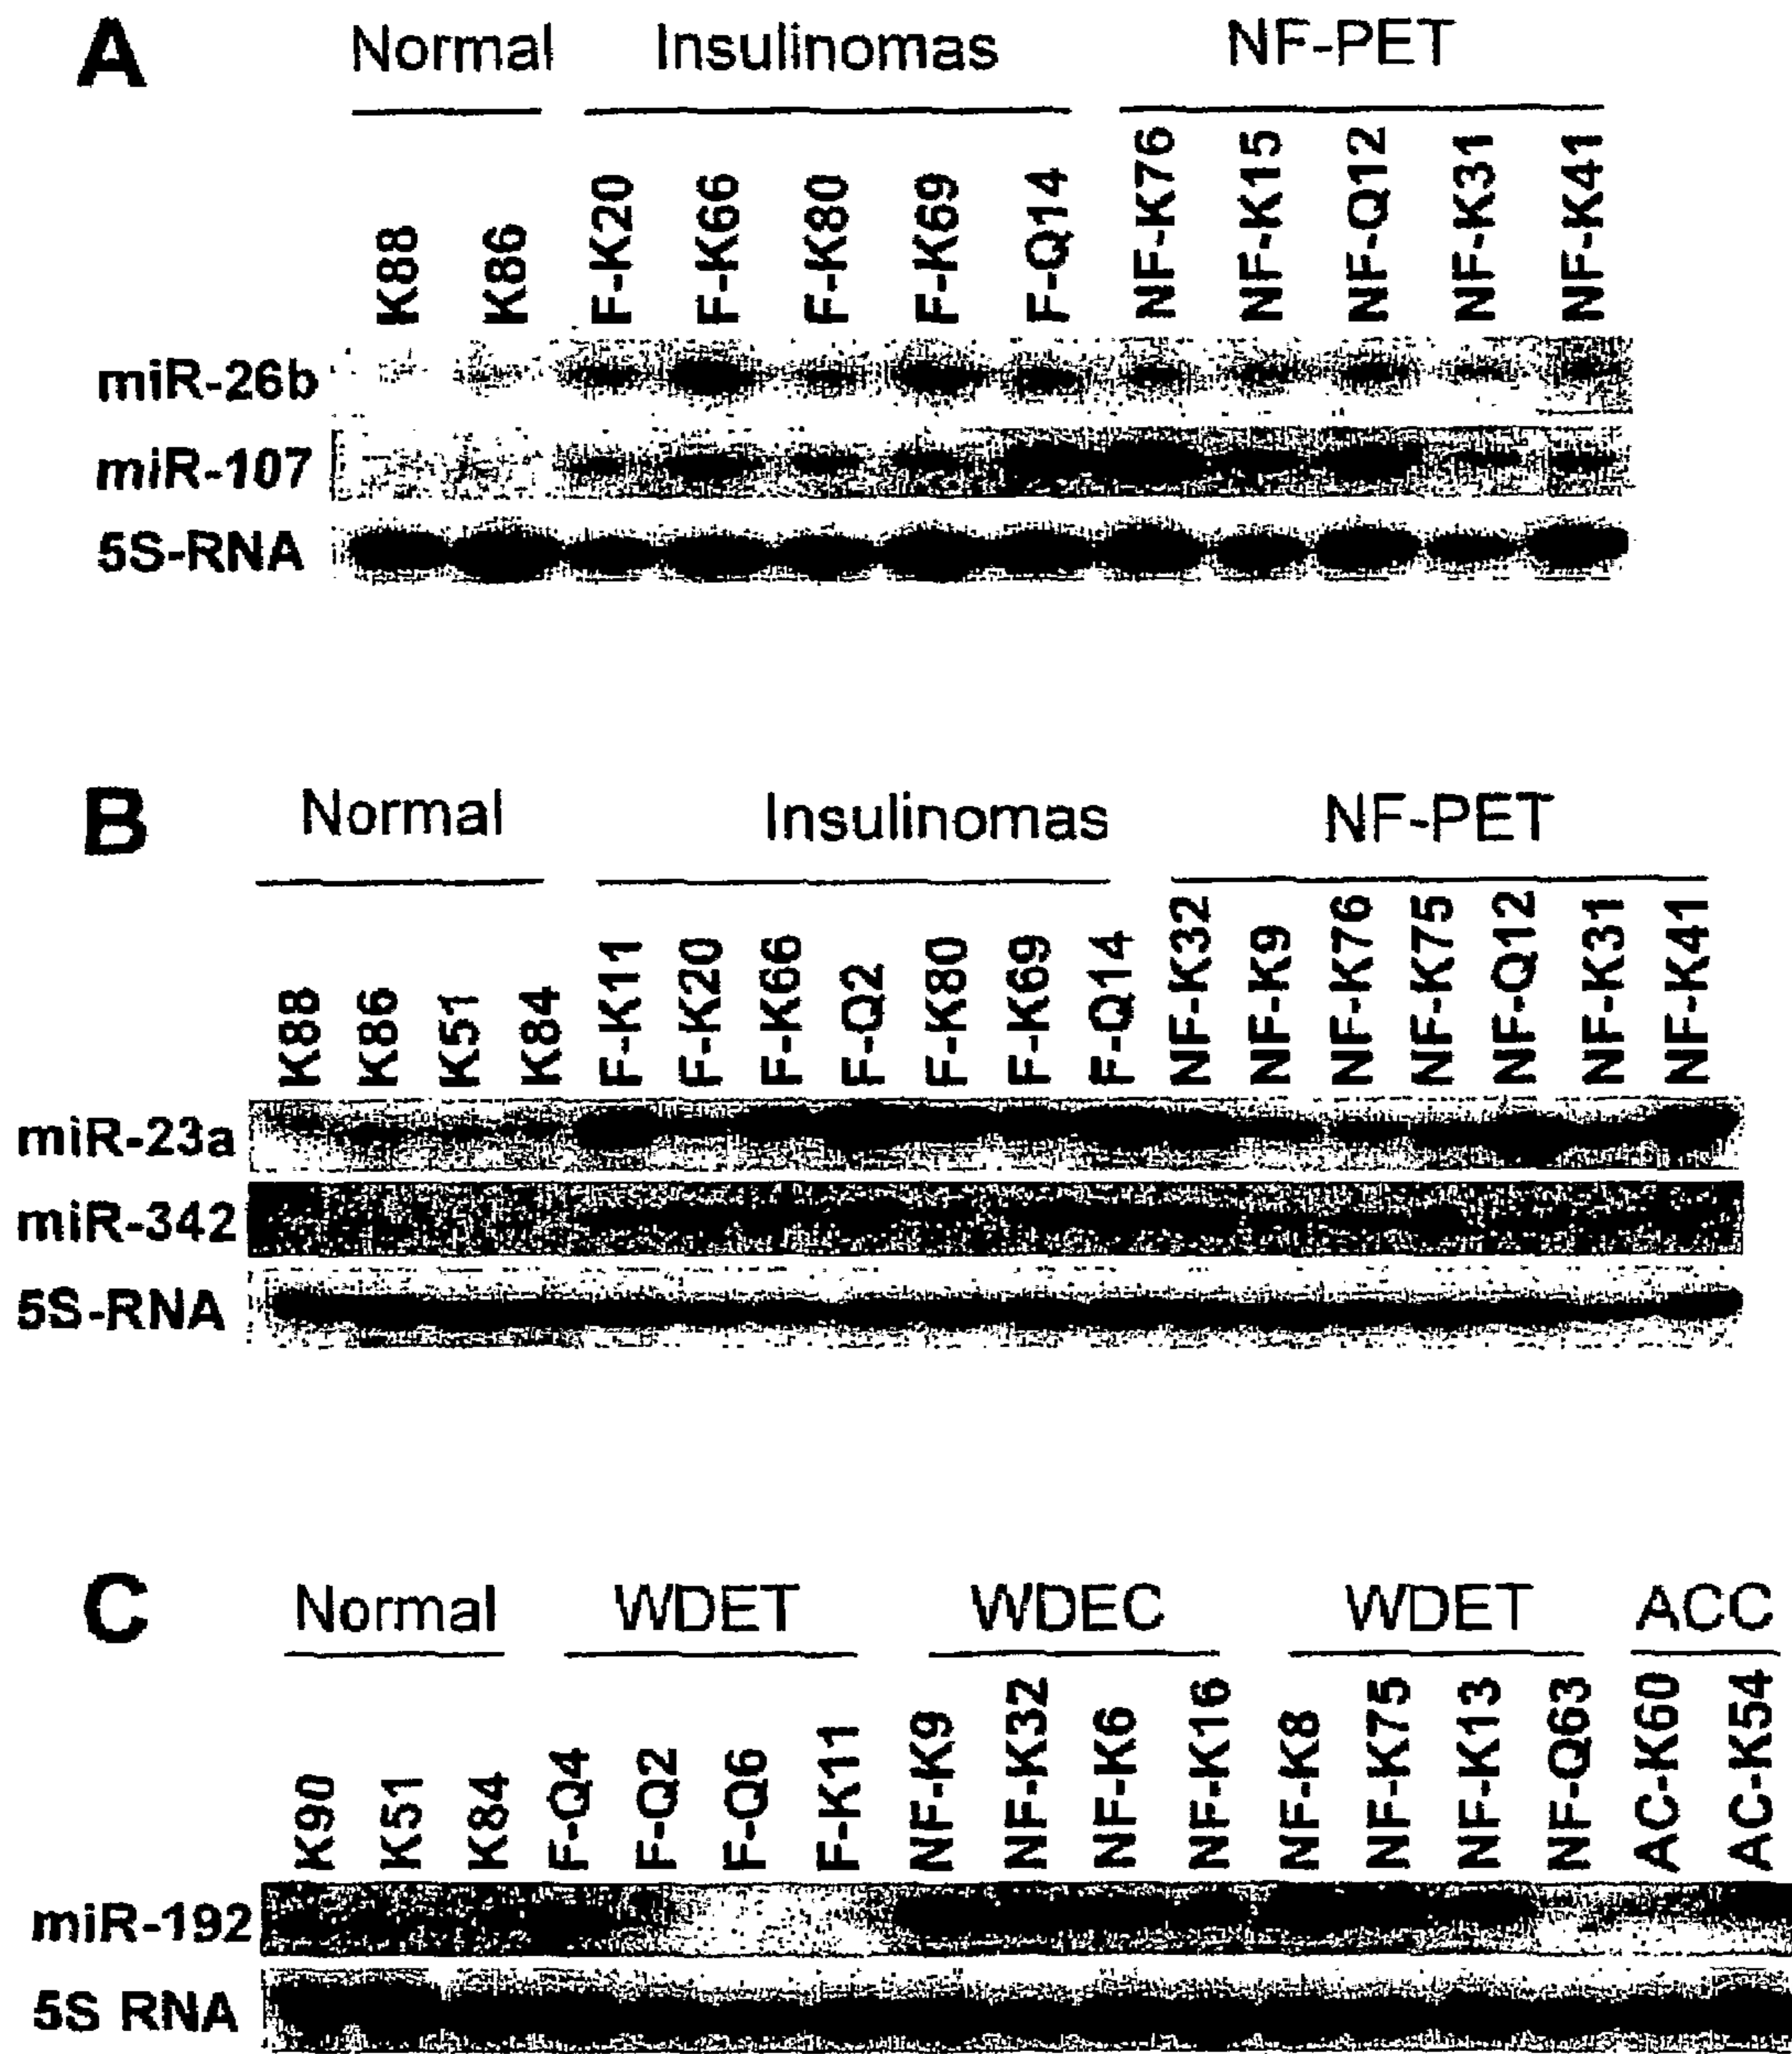 A
Normal Insulinomas NF-PET
K88 K86 F-K20 F-K66 F-K80 F-K69 F-Q14 NF-K76 NF-K15 NF-Q12 NF-K31 NF-K41
miR-26b
miR-107
5S-RNA
B
Normal Insulinomas NF-PET
K88 K86 K51 K84 F-K11 F-K20 F-K66 F-Q2 F-K80 F-K69 F-Q14 NF-K32 NF-K9 NF-K76 NF-K75 NF-Q12 NF-K31 NF-K41
miR-23a
miR-342
5S-RNA
C
Normal WDET WDEC WDET ACC
K90 K51 K84 F-Q4 F-Q2 F-Q6 F-K11 NF-K9 NF-K32 NF-K6 NF-K16 NF-K8 NF-K75 NF-K13 NF-Q63 AC-K60 AC-K54
miR-192
5S RNA